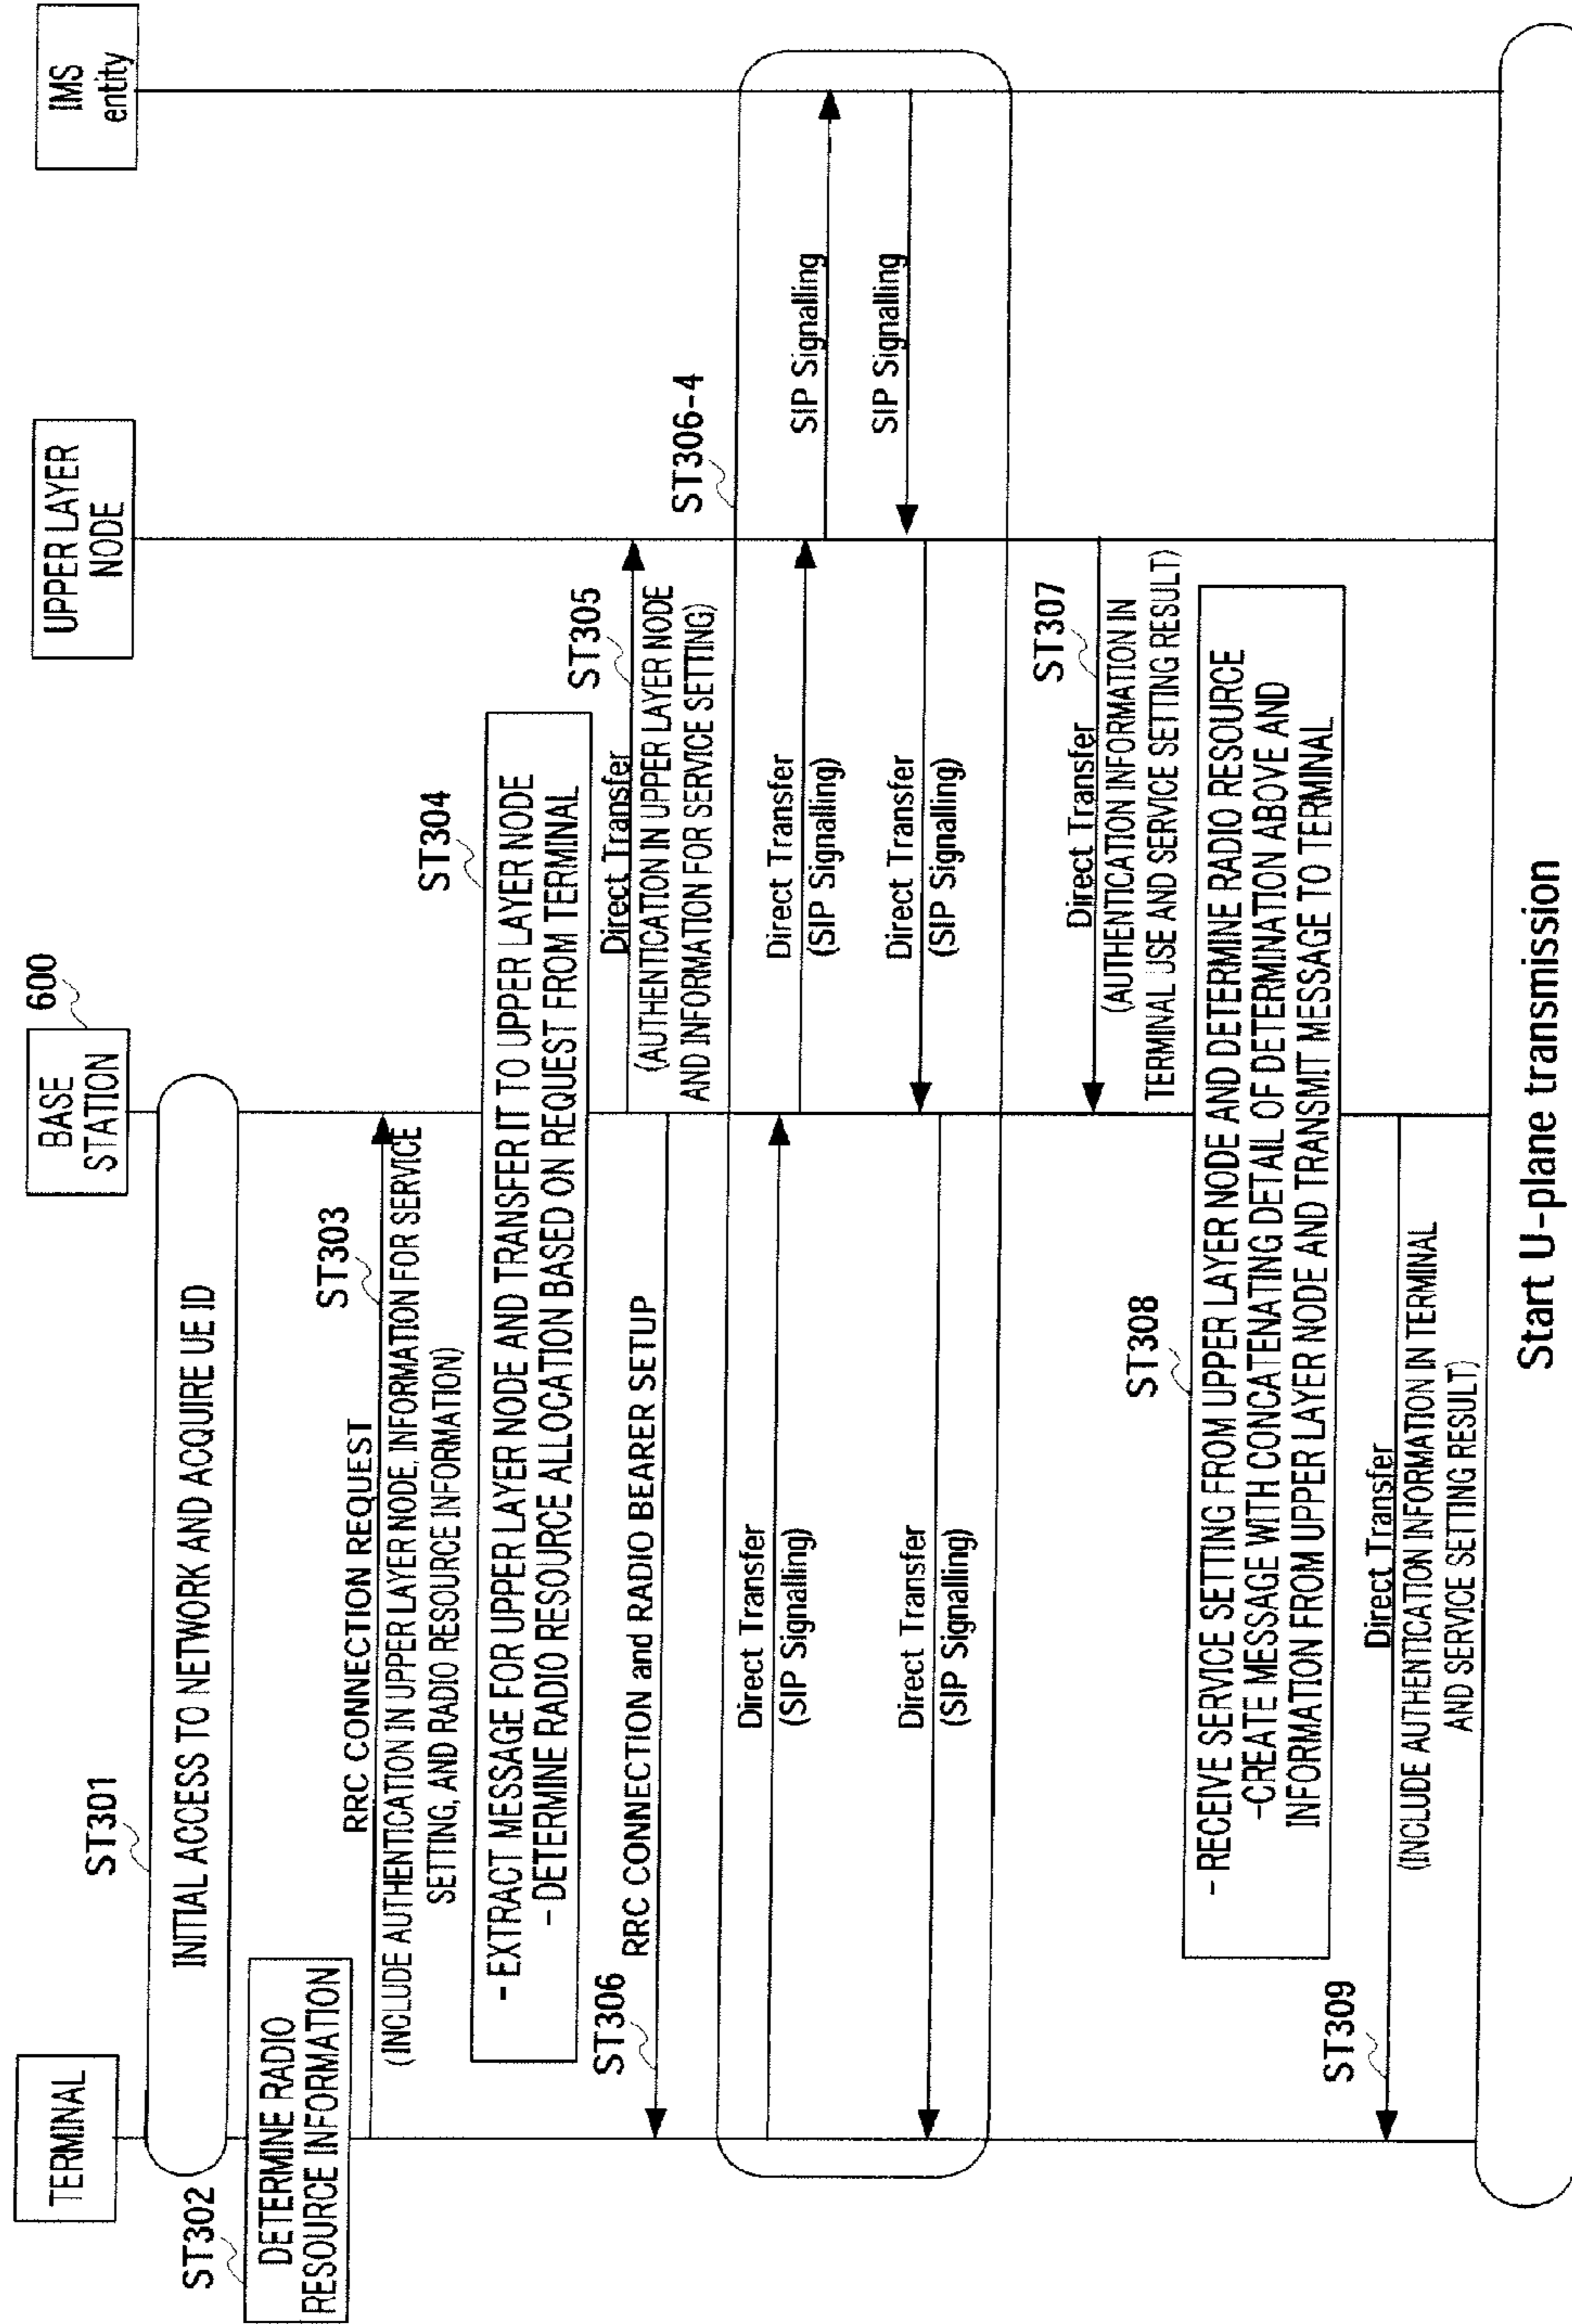 TERMINAL
BASE
STATION
600
UPPER LAYER
NODE
IMS
entity
ST301
INITIAL ACCESS TO NETWORK AND ACQUIRE UE ID
ST302
DETERMINE RADIO
RESOURCE INFORMATION
RRC CONNECTION REQUEST
ST303
(INCLUDE AUTHENTICATION IN UPPER LAYER NODE, INFORMATION FOR SERVICE
SETTING, AND RADIO RESOURCE INFORMATION)
ST304
- EXTRACT MESSAGE FOR UPPER LAYER NODE AND TRANSFER IT TO UPPER LAYER NODE
- DETERMINE RADIO RESOURCE ALLOCATION BASED ON REQUEST FROM TERMINAL
Direct Transfer
ST305
(AUTHENTICATION IN UPPER LAYER NODE
AND INFORMATION FOR SERVICE SETTING)
ST306
RRC CONNECTION and RADIO BEARER SETUP
ST306-4
Direct Transfer
(SIP Signalling)
Direct Transfer
(SIP Signalling)
SIP Signalling
Direct Transfer
(SIP Signalling)
Direct Transfer
(SIP Signalling)
SIP Signalling
Direct Transfer
ST307
(AUTHENTICATION INFORMATION IN
TERMINAL USE AND SERVICE SETTING RESULT)
ST308
- RECEIVE SERVICE SETTING FROM UPPER LAYER NODE AND DETERMINE RADIO RESOURCE
-CREATE MESSAGE WITH CONCATENATING DETAIL OF DETERMINATION ABOVE AND
INFORMATION FROM UPPER LAYER NODE AND TRANSMIT MESSAGE TO TERMINAL
ST309
Direct Transfer
(INCLUDE AUTHENTICATION INFORMATION IN TERMINAL
AND SERVICE SETTING RESULT)
Start U-plane transmission